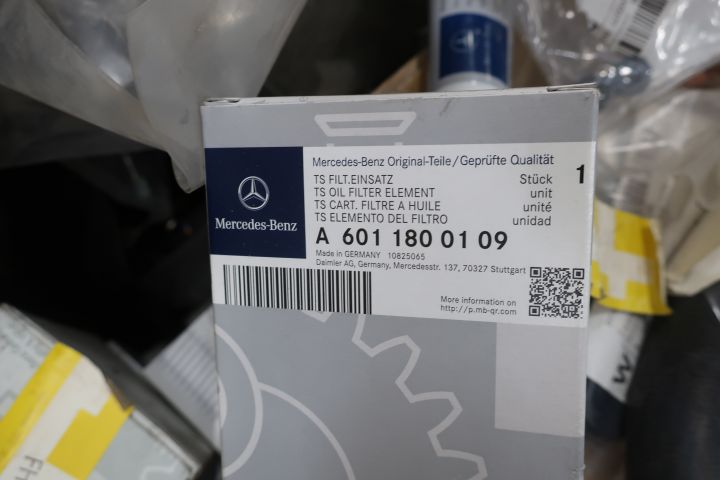 Mercedes-Benz
Mercedes-Benz Original-Teile/Geprüfte Qualität
TS FILT.EINSATZ Stück 1
TS OIL FILTER ELEMENT unit
TS CART. FILTRE A HUILE unité
TS ELEMENTO DEL FILTRO unidad
A 601 180 01 09
Made in GERMANY 10825065
Daimler AG, Germany, Mercedesstr. 137, 70327 Stuttgart
More information on
http://p.mb-qr.com
W
FH